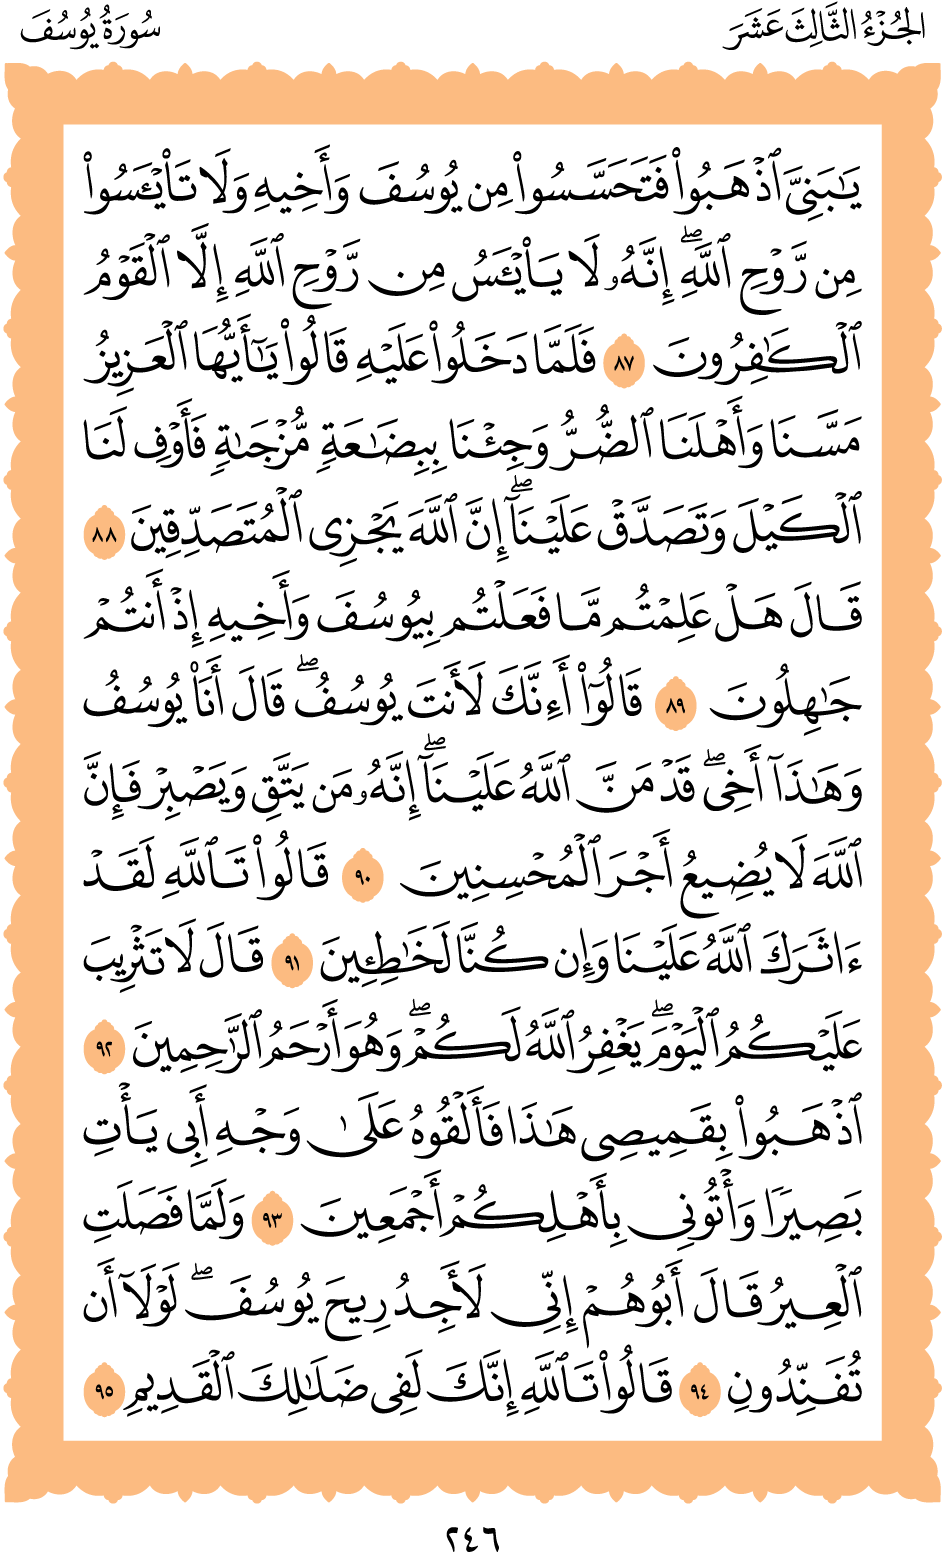 الجُزْءُ الثَّالِثَ عَشَرَ
سُورَةُ يُوسُفَ
يَٰبَنِيَّ ٱذْهَبُوا۟ فَتَحَسَّسُوا۟ مِن يُوسُفَ وَأَخِيهِ وَلَا تَا۟يْـَٔسُوا۟
مِن رَّوْحِ ٱللَّهِۖ إِنَّهُۥ لَا يَا۟يْـَٔسُ مِن رَّوْحِ ٱللَّهِ إِلَّا ٱلْقَوْمُ
ٱلْكَٰفِرُونَ ٨٧ فَلَمَّا دَخَلُوا۟ عَلَيْهِ قَالُوا۟ يَٰٓأَيُّهَا ٱلْعَزِيزُ
مَسَّنَا وَأَهْلَنَا ٱلضُّرُّ وَجِئْنَا بِبِضَٰعَةٍ مُّزْجَىٰةٍ فَأَوْفِ لَنَا
ٱلْكَيْلَ وَتَصَدَّقْ عَلَيْنَآۖ إِنَّ ٱللَّهَ يَجْزِى ٱلْمُتَصَدِّقِينَ ٨٨
قَالَ هَلْ عَلِمْتُم مَّا فَعَلْتُم بِيُوسُفَ وَأَخِيهِ إِذْ أَنتُمْ
جَٰهِلُونَ ٨٩ قَالُوٓا۟ أَءِنَّكَ لَأَنتَ يُوسُفُۖ قَالَ أَنَا۠ يُوسُفُ
وَهَٰذَآ أَخِىۖ قَدْ مَنَّ ٱللَّهُ عَلَيْنَآۖ إِنَّهُۥ مَن يَتَّقِ وَيَصْبِرْ فَإِنَّ
ٱللَّهَ لَا يُضِيعُ أَجْرَ ٱلْمُحْسِنِينَ ٩٠ قَالُوا۟ تَٱللَّهِ لَقَدْ
ءَاثَرَكَ ٱللَّهُ عَلَيْنَا وَإِن كُنَّا لَخَٰطِـِٔينَ ٩١ قَالَ لَا تَثْرِيبَ
عَلَيْكُمُ ٱلْيَوْمَۖ يَغْفِرُ ٱللَّهُ لَكُمْۖ وَهُوَ أَرْحَمُ ٱلرَّٰحِمِينَ ٩٢
ٱذْهَبُوا۟ بِقَمِيصِى هَٰذَا فَأَلْقُوهُ عَلَىٰ وَجْهِ أَبِى يَأْتِ
بَصِيرًا وَأْتُونِى بِأَهْلِكُمْ أَجْمَعِينَ ٩٣ وَلَمَّا فَصَلَتِ
ٱلْعِيرُ قَالَ أَبُوهُمْ إِنِّى لَأَجِدُ رِيحَ يُوسُفَۖ لَوْلَآ أَن
تُفَنِّدُونِ ٩٤ قَالُوا۟ تَٱللَّهِ إِنَّكَ لَفِى ضَلَٰلِكَ ٱلْقَدِيمِ ٩٥
٢٤٦